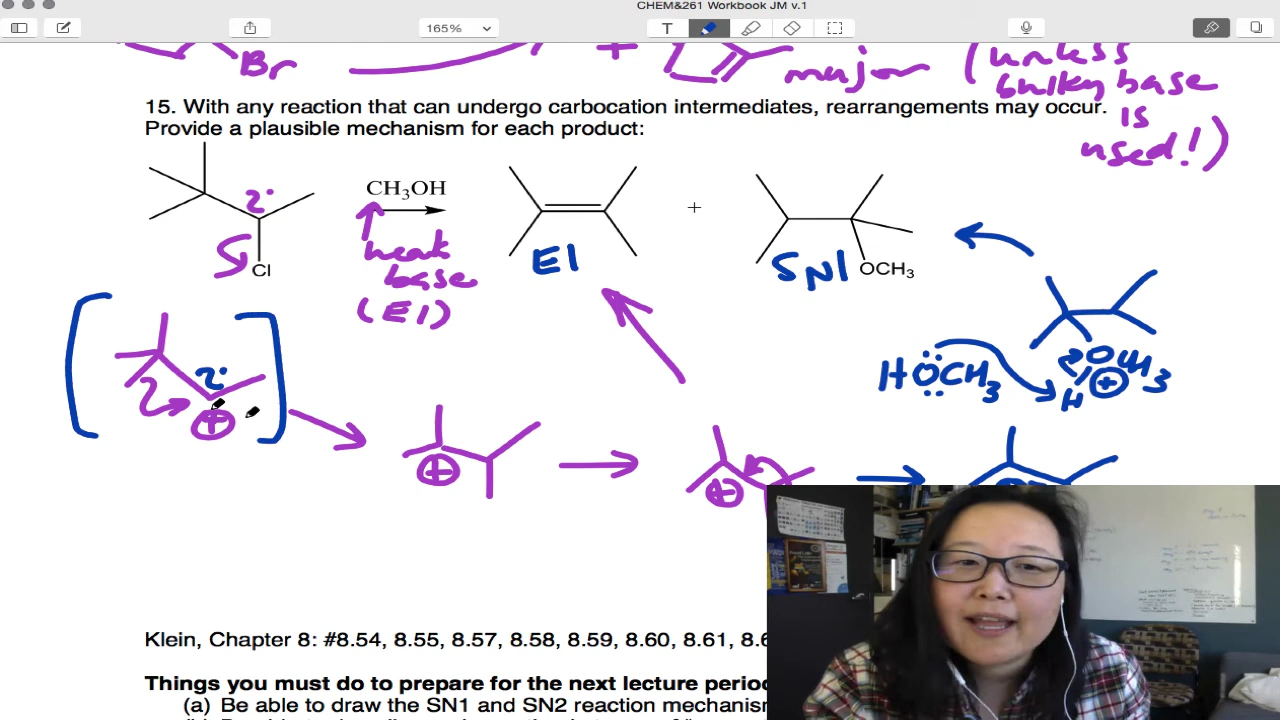 CHEM&261 Workbook JM v.1
165%
T
Br
+
major
(unless
bulky base
is
used!)
15. With any reaction that can undergo carbocation intermediates, rearrangements may occur.
Provide a plausible mechanism for each product:
2°
Cl
CH3OH
weak
base
(E1)
E1
+
SN1
OCH3
2°
+
+
+
HOCH3
OCH3
H
+
Klein, Chapter 8: #8.54, 8.55, 8.57, 8.58, 8.59, 8.60, 8.61,
Things you must do to prepare for the next lecture period
(a) Be able to draw the SN1 and SN2 reaction mechanism